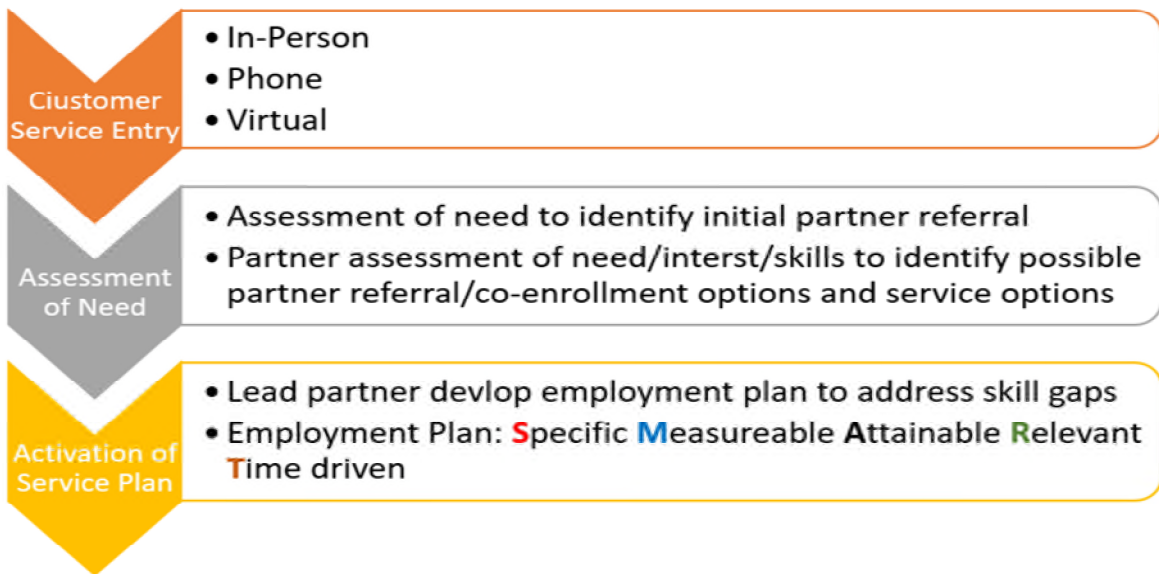 Ciustomer
Service Entry
• In-Person
• Phone
• Virtual
Assessment
of Need
• Assessment of need to identify initial partner referral
• Partner assessment of need/interst/skills to identify possible
partner referral/co-enrollment options and service options
Activation of
Service Plan
• Lead partner devlop employment plan to address skill gaps
• Employment Plan: Specific Measureable Attainable Relevant
Time driven